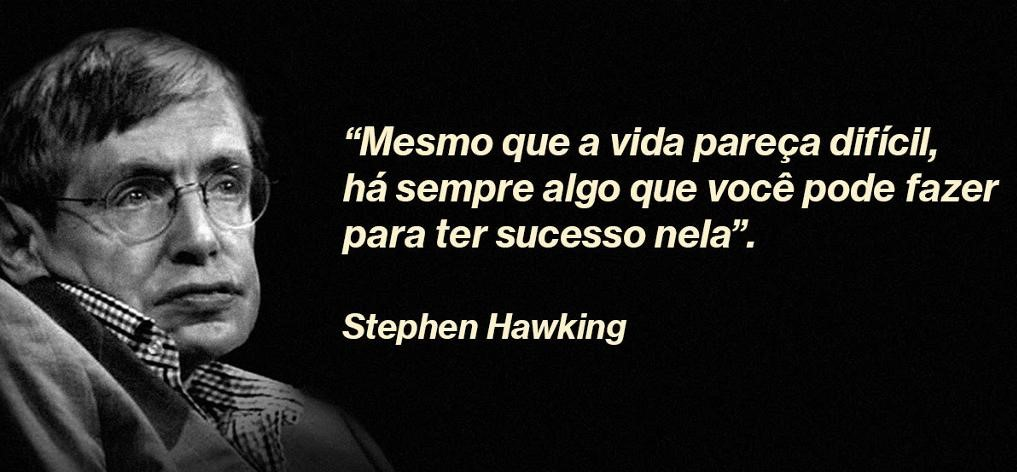 “Mesmo que a vida pareça difícil,
há sempre algo que você pode fazer
para ter sucesso nela”.
Stephen Hawking